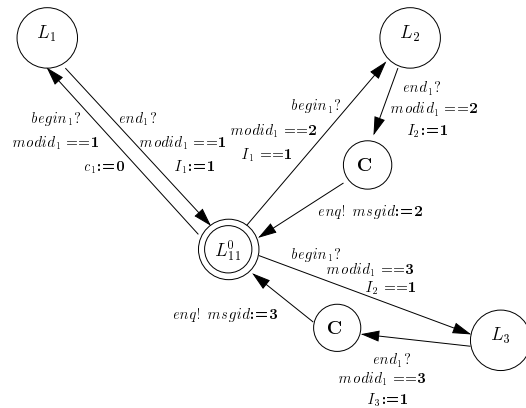 L₁
L₂
begin₁?
modid₁ ==1
c₁:=0
end₁?
modid₁ ==1
I₁:=1
begin₁?
modid₁ ==2
I₁ ==1
end₁?
modid₁ ==2
I₂:=1
C
enq! msgid:=2
L⁰₁₁
begin₁?
modid₁ ==3
I₂ ==1
enq! msgid:=3
C
L₃
end₁?
modid₁ ==3
I₃:=1